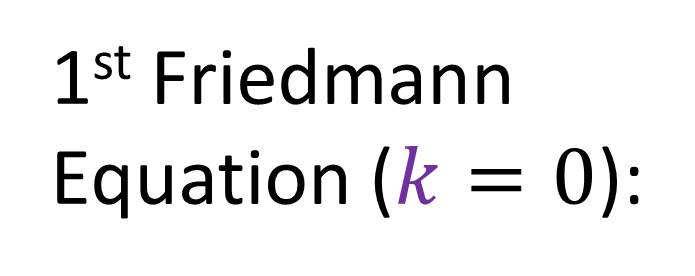 1st Friedmann
Equation (k = 0):